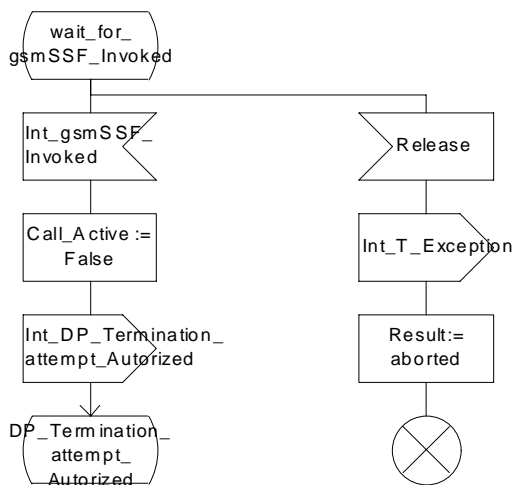 wait_for_
gsmSSF_Invoked
Int_gsmSSF_
Invoked
Release
Call_Active :=
False
Int_T_Exception
Int_DP_Termination_
attempt_Autorized
Result:=
aborted
DP_Termination_
attempt_
Autorized